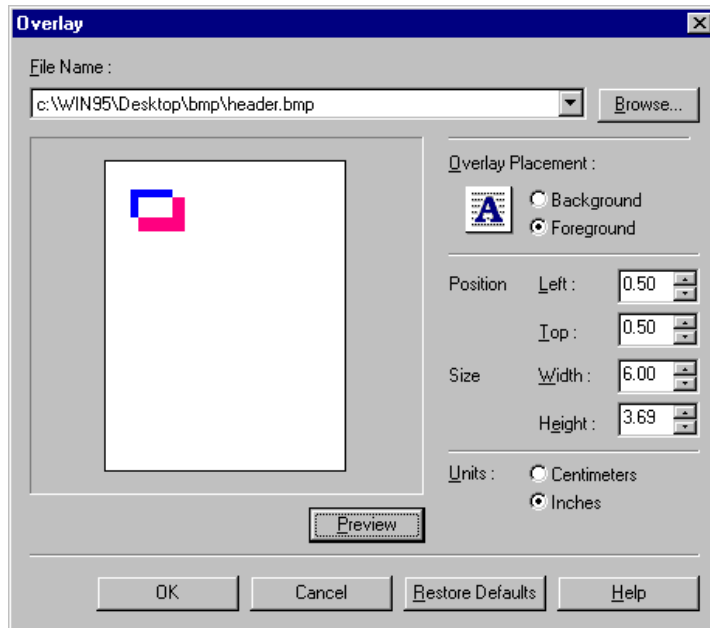 Overlay
File Name :
c:\WIN95\Desktop\bmp\header.bmp
Browse...
Overlay Placement :
A
Background
Foreground
Position Left : 0.50
Top : 0.50
Size Width : 6.00
Height : 3.69
Units : Centimeters
Inches
Preview
OK Cancel Restore Defaults Help